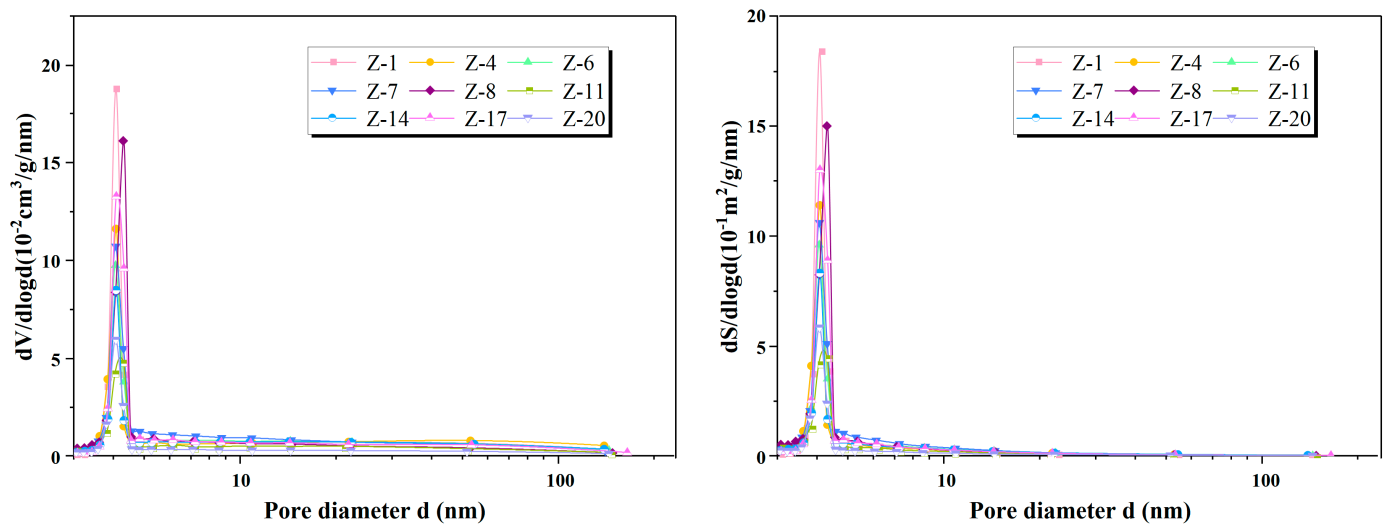 dV/dlogd(10⁻²cm³/g/nm)
20
15
10
5
0
Z-1 Z-4 Z-6
Z-7 Z-8 Z-11
Z-14 Z-17 Z-20
10 100
Pore diameter d (nm)
dS/dlogd(10⁻¹m²/g/nm)
20
15
10
5
0
Z-1 Z-4 Z-6
Z-7 Z-8 Z-11
Z-14 Z-17 Z-20
10 100
Pore diameter d (nm)